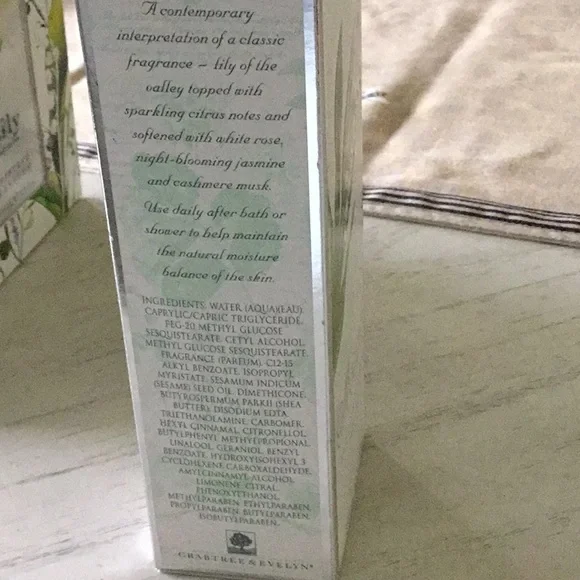 A contemporary
interpretation of a classic
fragrance – lily of the
valley topped with
sparkling citrus notes and
softened with white rose,
night-blooming jasmine
and cashmere musk.
Use daily after bath or
shower to help maintain
the natural moisture
balance of the skin.
INGREDIENTS: WATER (AQUA)(EAU),
CAPRYLIC/CAPRIC TRIGLYCERIDE,
PEG-20 METHYL GLUCOSE
SESQUISTEARATE, CETYL ALCOHOL,
METHYL GLUCOSE SESQUISTEARATE,
FRAGRANCE (PARFUM), C12-15
ALKYL BENZOATE, ISOPROPYL
MYRISTATE, SESAMUM INDICUM
(SESAME) SEED OIL, DIMETHICONE,
BUTYROSPERMUM PARKII (SHEA
BUTTER), DISODIUM EDTA,
TRIETHANOLAMINE, CARBOMER,
HEXYL CINNAMAL, CITRONELLOL,
BUTYLPHENYL METHYLPROPIONAL,
LINALOOL, GERANIOL, BENZYL
BENZOATE, HYDROXYISOHEXYL 3
CYCLOHEXENE CARBOXALDEHYDE,
AMYLCINNAMYL ALCOHOL,
LIMONENE, CITRAL,
PHENOXYETHANOL,
METHYLPARABEN, ETHYLPARABEN,
PROPYLPARABEN, BUTYLPARABEN,
ISOBUTYLPARABEN.
CRABTREE & EVELYN®